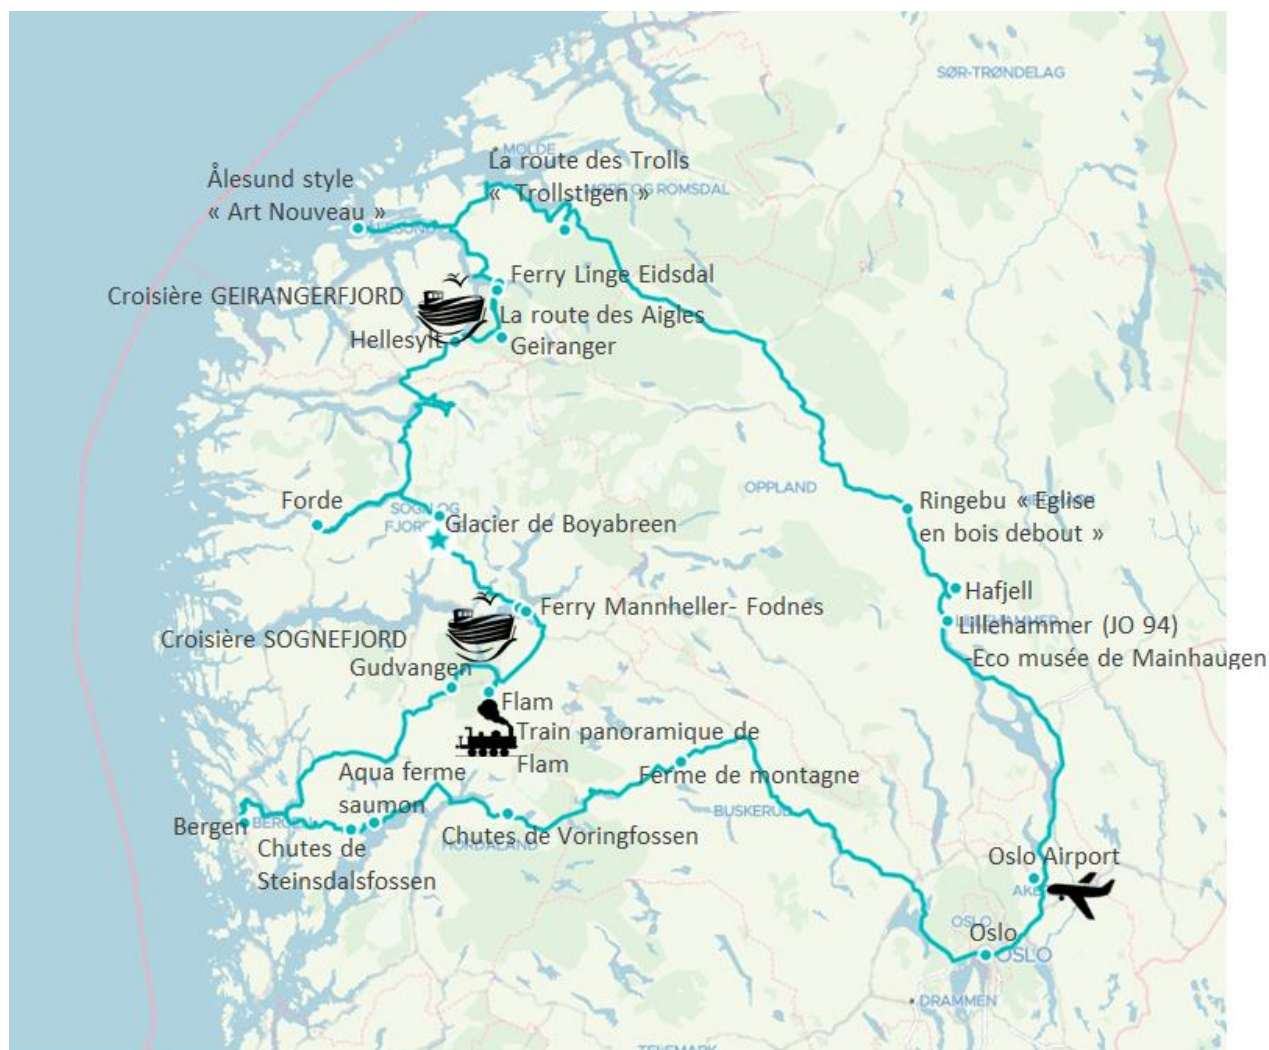 SØR-TRØNDELAG
MOLDE
La route des Trolls
« Trollstigen »
OG ROMSDAL
Ålesund style
« Art Nouveau »
Ferry Linge Eidsdal
Croisière GEIRANGERFJORD
La route des Aigles
Hellesylt
Geiranger
OPPLAND
Forde
SOGN OG
Glacier de Boyabreen
Ringebu « Eglise
en bois debout »
Hafjell
Ferry Mannheller- Fodnes
Lillehammer (JO 94)
-Eco musée de Mainhaugen
Croisière SOGNEFJORD
Gudvangen
Flam
Train panoramique de
Flam
Aqua ferme
saumon
Ferme de montagne
BUSKERUD
Bergen
BERGEN
Chutes de
Steinsdalsfossen
Chutes de Voringfossen
HORDALAND
Oslo Airport
OSLO
Oslo
OSLO
DRAMMEN
TELEMARK